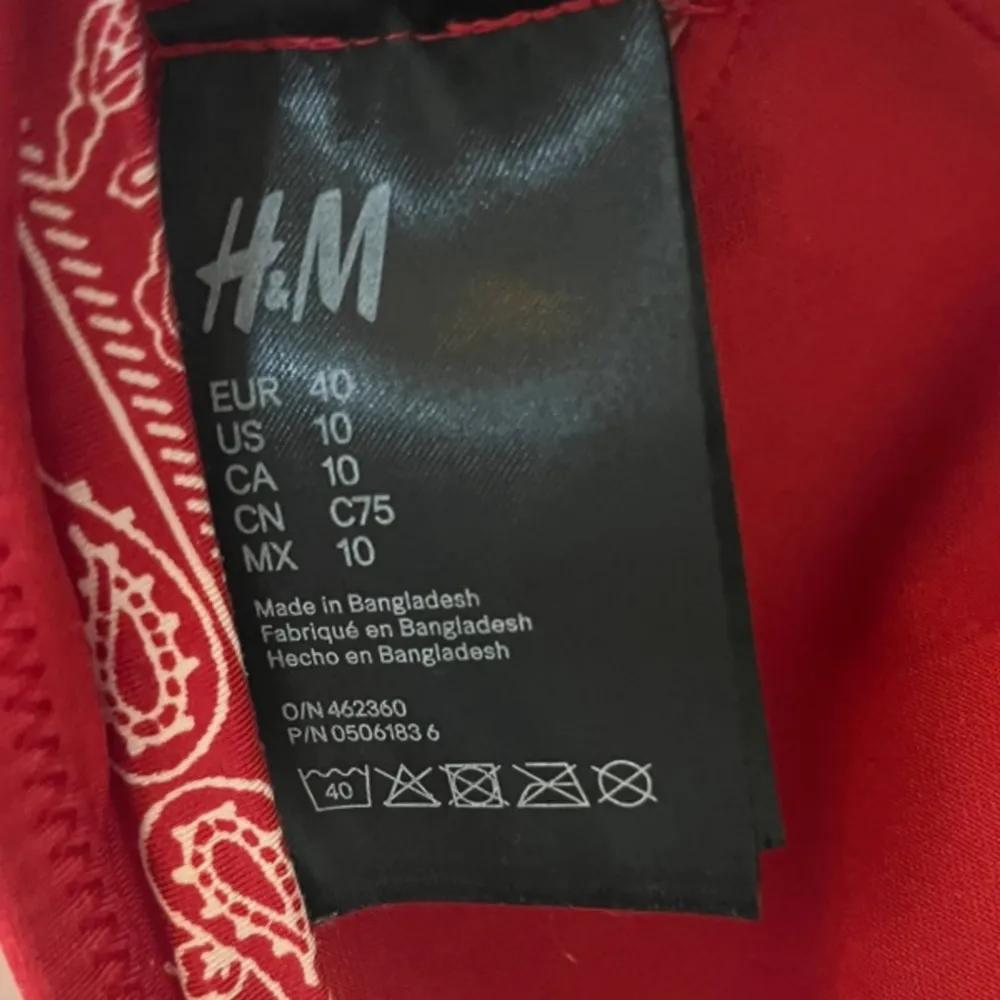 H&M
EUR 40
US 10
CA 10
CN C75
MX 10
Made in Bangladesh
Fabriqué en Bangladesh
Hecho en Bangladesh
O/N 462360
P/N 0506183 6
40